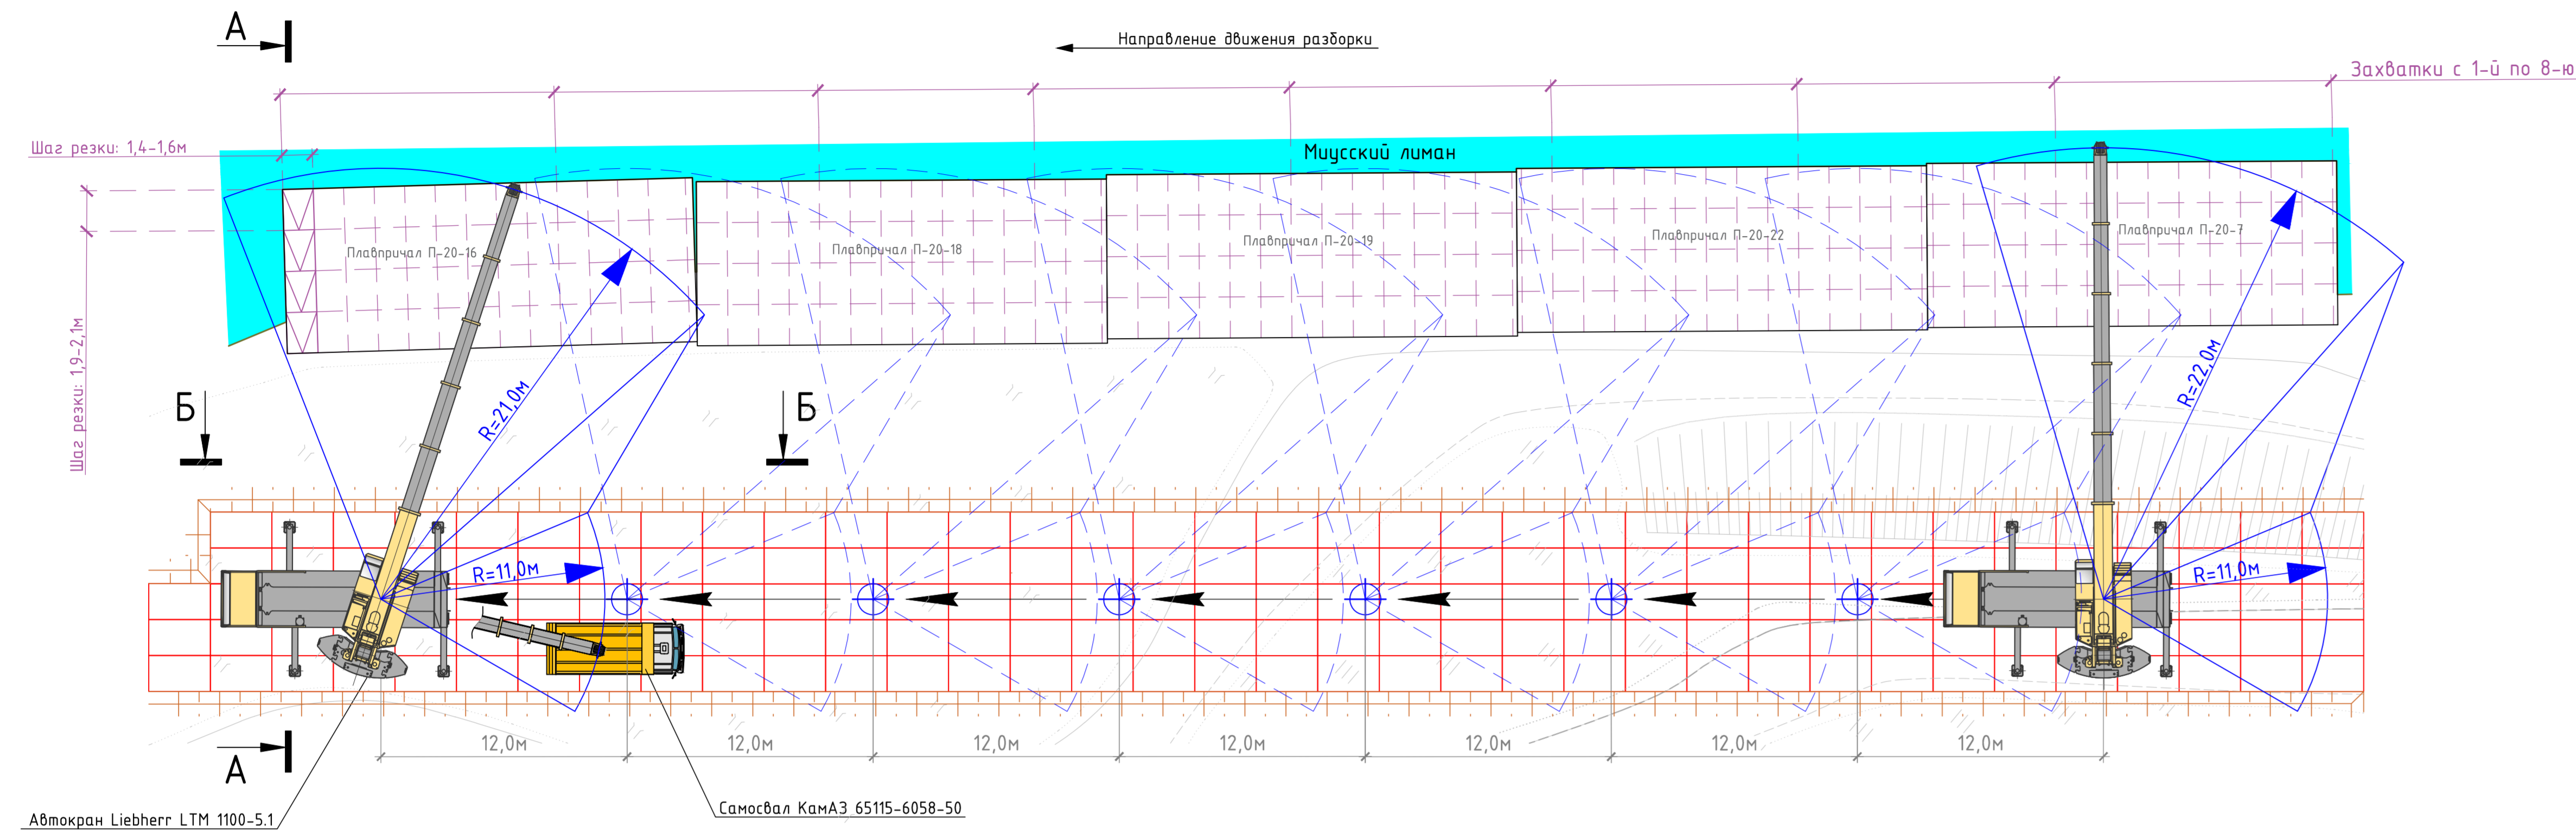 А
Направление движения разборки
Захватки с 1-й по 8-ю
Шаг резки: 1,4-1,6м
Миусский лиман
Плавпричал П-20-16
Плавпричал П-20-18
Плавпричал П-20-19
Плавпричал П-20-22
Плавпричал П-20-7
Шаг резки: 1,9-2,1м
R=21,0м
R=22,0м
Б
Б
R=11,0м
R=11,0м
12,0м
12,0м
12,0м
12,0м
12,0м
12,0м
12,0м
А
Самосвал КамАЗ 65115-6058-50
Автокран Liebherr LTM 1100-5.1